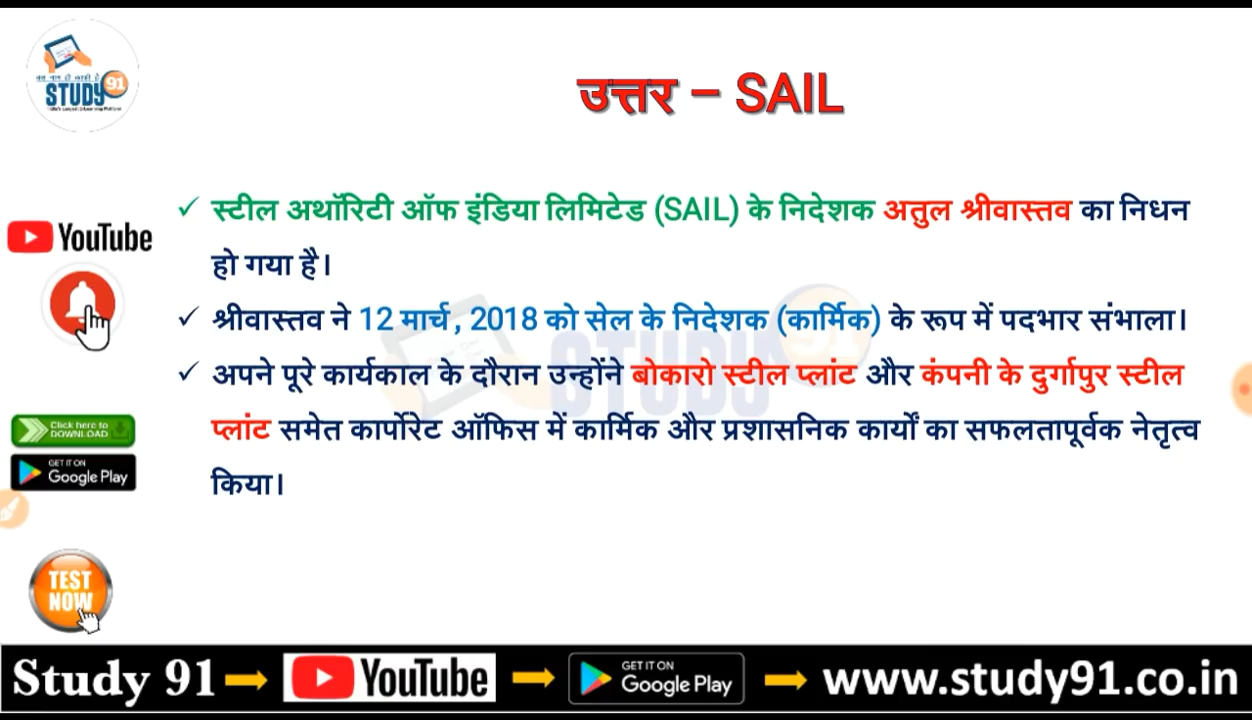 STUDY 91
उत्तर – SAIL
✓ स्टील अथॉरिटी ऑफ इंडिया लिमिटेड (SAIL) के निदेशक अतुल श्रीवास्तव का निधन
हो गया है।
YouTube
✓ श्रीवास्तव ने 12 मार्च, 2018 को सेल के निदेशक (कार्मिक) के रूप में पदभार संभाला।
✓ अपने पूरे कार्यकाल के दौरान उन्होंने बोकारो स्टील प्लांट और कंपनी के दुर्गापुर स्टील
प्लांट समेत कार्पोरेट ऑफिस में कार्मिक और प्रशासनिक कार्यों का सफलतापूर्वक नेतृत्व
किया।
STUDY 91
Click here to
DOWNLOAD
GET IT ON
Google Play
TEST
NOW
Study 91 YouTube GET IT ON Google Play www.study91.co.in